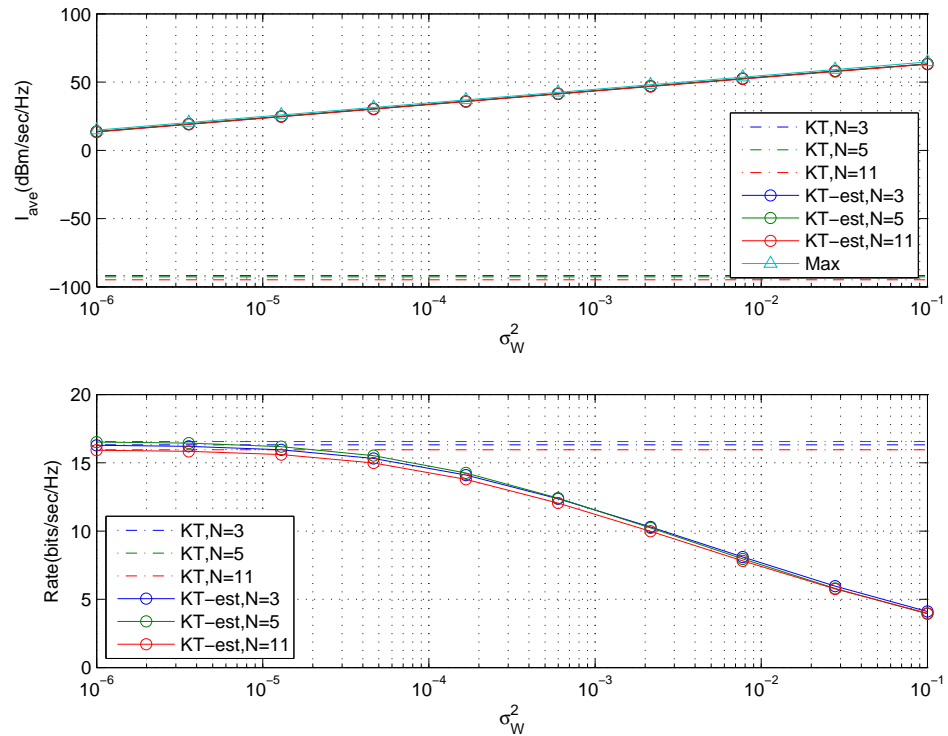 100
50
0
−50
−100
I_ave(dBm/sec/Hz)
KT,N=3
KT,N=5
KT,N=11
KT−est,N=3
KT−est,N=5
KT−est,N=11
Max
10^−6 10^−5 10^−4 10^−3 10^−2 10^−1
σ_W^2
20
15
10
5
0
Rate(bits/sec/Hz)
KT,N=3
KT,N=5
KT,N=11
KT−est,N=3
KT−est,N=5
KT−est,N=11
10^−6 10^−5 10^−4 10^−3 10^−2 10^−1
σ_W^2